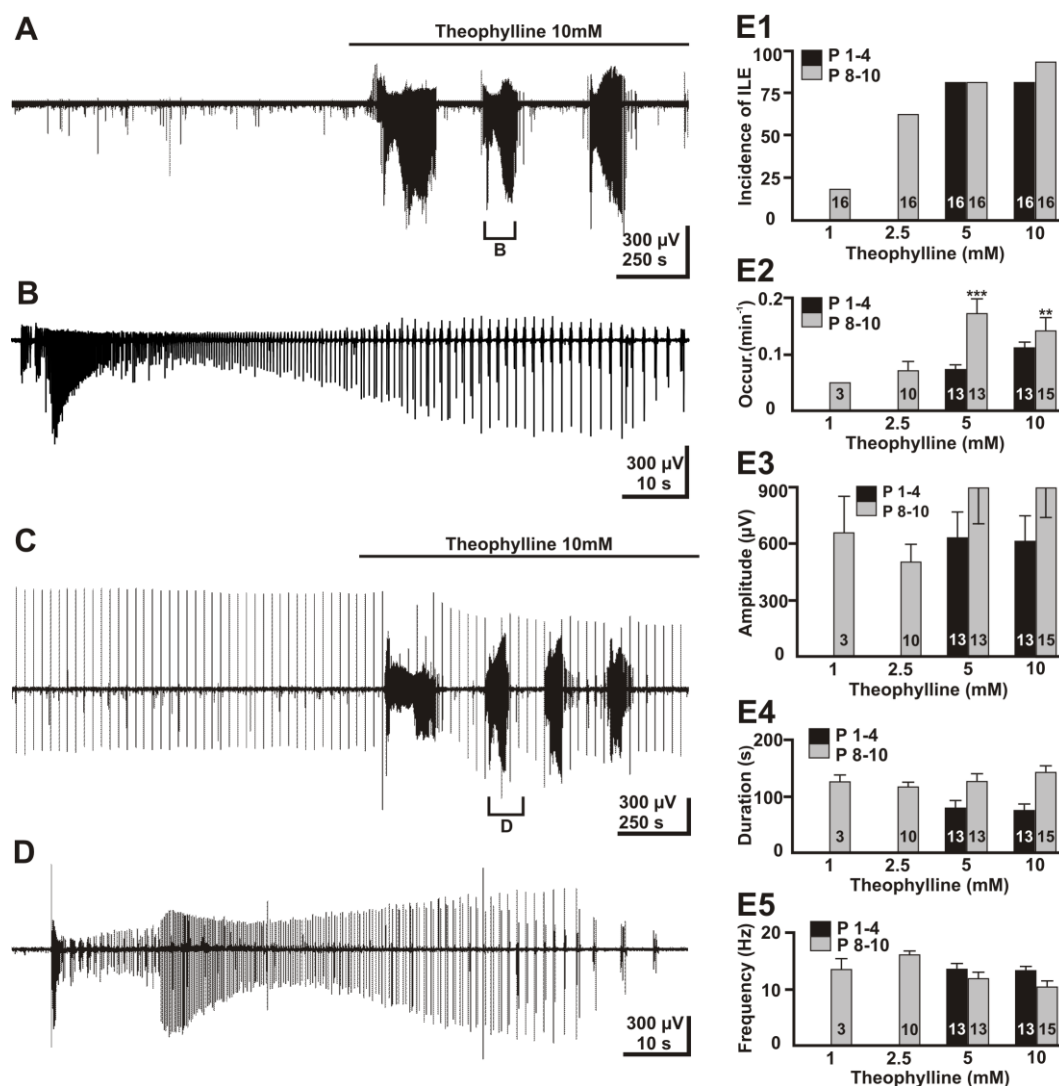 A
Theophylline 10mM
B
300 µV
250 s
B
300 µV
10 s
C
Theophylline 10mM
D
300 µV
250 s
D
300 µV
10 s
E1
P 1-4
P 8-10
Incidence of ILE
100
75
50
25
0
16
16
16
16
16
16
1
2.5
5
10
Theophylline (mM)
E2
P 1-4
P 8-10
Occur.(min⁻¹)
0.2
0.1
0
***
**
3
10
13
13
13
15
1
2.5
5
10
Theophylline (mM)
E3
P 1-4
P 8-10
Amplitude (µV)
900
600
300
0
3
10
13
13
13
15
1
2.5
5
10
Theophylline (mM)
E4
P 1-4
P 8-10
Duration (s)
200
100
0
3
10
13
13
13
15
1
2.5
5
10
Theophylline (mM)
E5
P 1-4
P 8-10
Frequency (Hz)
20
10
0
3
10
13
13
13
15
1
2.5
5
10
Theophylline (mM)